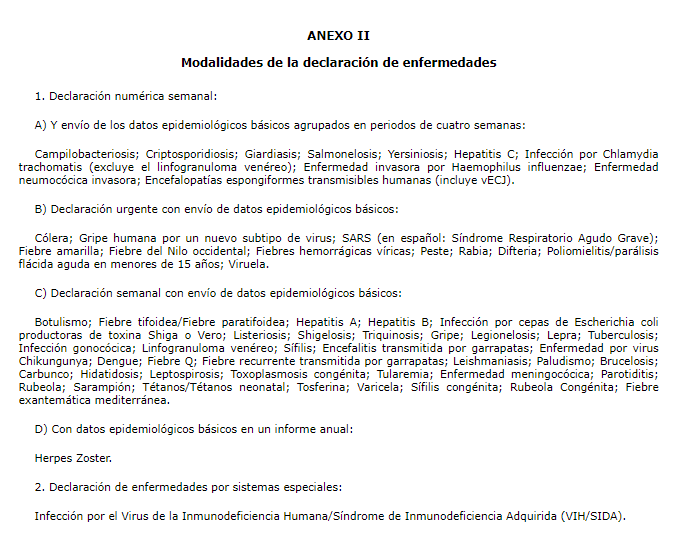 ANEXO II
Modalidades de la declaración de enfermedades
1. Declaración numérica semanal:
A) Y envío de los datos epidemiológicos básicos agrupados en periodos de cuatro semanas:
Campilobacteriosis; Criptosporidiosis; Giardiasis; Salmonelosis; Yersiniosis; Hepatitis C; Infección por Chlamydia
trachomatis (excluye el linfogranuloma venéreo); Enfermedad invasora por Haemophilus influenzae; Enfermedad
neumocócica invasora; Encefalopatías espongiformes transmisibles humanas (incluye vECJ).
B) Declaración urgente con envío de datos epidemiológicos básicos:
Cólera; Gripe humana por un nuevo subtipo de virus; SARS (en español: Síndrome Respiratorio Agudo Grave);
Fiebre amarilla; Fiebre del Nilo occidental; Fiebres hemorrágicas víricas; Peste; Rabia; Difteria; Poliomielitis/parálisis
flácida aguda en menores de 15 años; Viruela.
C) Declaración semanal con envío de datos epidemiológicos básicos:
Botulismo; Fiebre tifoidea/Fiebre paratifoidea; Hepatitis A; Hepatitis B; Infección por cepas de Escherichia coli
productoras de toxina Shiga o Vero; Listeriosis; Shigelosis; Triquinosis; Gripe; Legionelosis; Lepra; Tuberculosis;
Infección gonocócica; Linfogranuloma venéreo; Sífilis; Encefalitis transmitida por garrapatas; Enfermedad por virus
Chikungunya; Dengue; Fiebre Q; Fiebre recurrente transmitida por garrapatas; Leishmaniasis; Paludismo; Brucelosis;
Carbunco; Hidatidosis; Leptospirosis; Toxoplasmosis congénita; Tularemia; Enfermedad meningocócica; Parotiditis;
Rubeola; Sarampión; Tétanos/Tétanos neonatal; Tosferina; Varicela; Sífilis congénita; Rubeola Congénita; Fiebre
exantemática mediterránea.
D) Con datos epidemiológicos básicos en un informe anual:
Herpes Zoster.
2. Declaración de enfermedades por sistemas especiales:
Infección por el Virus de la Inmunodeficiencia Humana/Síndrome de Inmunodeficiencia Adquirida (VIH/SIDA).